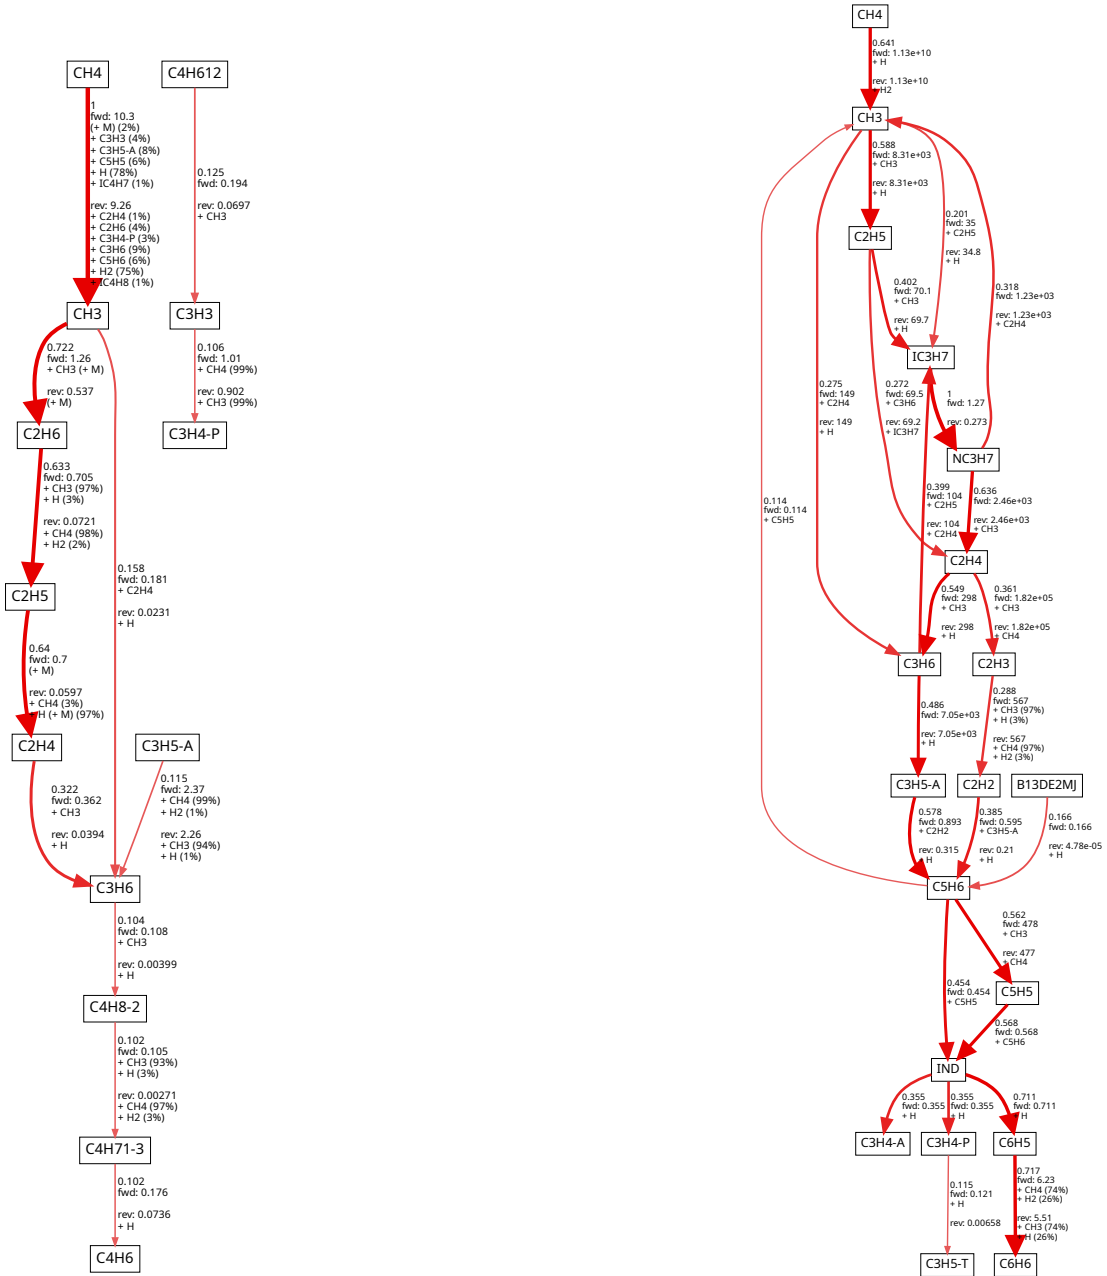 CH4
C4H612
1
fwd: 10.3
(+ M) (2%)
+ C3H3 (4%)
+ C3H5-A (8%)
+ C5H5 (6%)
+ H (78%)
+ IC4H7 (1%)
rev: 9.26
+ C2H4 (1%)
+ C2H6 (4%)
+ C3H4-P (3%)
+ C3H6 (9%)
+ C5H6 (6%)
+ H2 (75%)
+ IC4H8 (1%)
0.125
fwd: 0.194
rev: 0.0697
+ CH3
CH3
C3H3
0.722
fwd: 1.26
+ CH3 (+ M)
rev: 0.537
(+ M)
0.106
fwd: 1.01
+ CH4 (99%)
rev: 0.902
+ CH3 (99%)
C2H6
C3H4-P
0.633
fwd: 0.705
+ CH3 (97%)
+ H (3%)
rev: 0.0721
+ CH4 (98%)
+ H2 (2%)
0.158
fwd: 0.181
+ C2H4
rev: 0.0231
+ H
C2H5
0.64
fwd: 0.7
(+ M)
rev: 0.0597
+ CH4 (3%)
+ H (+ M) (97%)
C2H4
C3H5-A
0.322
fwd: 0.362
+ CH3
rev: 0.0394
+ H
0.115
fwd: 2.37
+ CH4 (99%)
+ H2 (1%)
rev: 2.26
+ CH3 (94%)
+ H (1%)
C3H6
0.104
fwd: 0.108
+ CH3
rev: 0.00399
+ H
C4H8-2
0.102
fwd: 0.105
+ CH3 (93%)
+ H (3%)
rev: 0.00271
+ CH4 (97%)
+ H2 (3%)
C4H71-3
0.102
fwd: 0.176
rev: 0.0736
+ H
C4H6
CH4
0.641
fwd: 1.13e+10
+ H
rev: 1.13e+10
+ H2
CH3
0.588
fwd: 8.31e+03
+ CH3
rev: 8.31e+03
+ H
0.201
fwd: 35
+ C2H5
rev: 34.8
+ H
C2H5
0.402
fwd: 70.1
+ CH3
rev: 69.7
+ H
0.318
fwd: 1.23e+03
rev: 1.23e+03
+ C2H4
IC3H7
0.275
fwd: 149
+ C2H4
rev: 149
+ H
0.272
fwd: 69.5
+ C3H6
rev: 69.2
+ IC3H7
1
fwd: 1.27
rev: 0.273
NC3H7
0.114
fwd: 0.114
+ C5H5
0.399
fwd: 104
+ C2H5
rev: 104
+ C2H4
0.636
fwd: 2.46e+03
rev: 2.46e+03
+ CH3
C2H4
0.549
fwd: 298
+ CH3
rev: 298
+ H
0.361
fwd: 1.82e+05
+ CH3
rev: 1.82e+05
+ CH4
C3H6
C2H3
0.486
fwd: 7.05e+03
rev: 7.05e+03
+ H
0.288
fwd: 567
+ CH3 (97%)
+ H (3%)
rev: 567
+ CH4 (97%)
+ H2 (3%)
C3H5-A
C2H2
B13DE2MJ
0.578
fwd: 0.893
+ C2H2
rev: 0.315
+ H
0.385
fwd: 0.595
+ C3H5-A
rev: 0.21
+ H
0.166
fwd: 0.166
rev: 4.78e-05
+ H
C5H6
0.562
fwd: 478
+ CH3
rev: 477
+ CH4
0.454
fwd: 0.454
+ C5H5
C5H5
0.568
fwd: 0.568
+ C5H6
IND
0.355
fwd: 0.355
+ H
0.355
fwd: 0.355
+ H
0.711
fwd: 0.711
+ H
C3H4-A
C3H4-P
C6H5
0.115
fwd: 0.121
+ H
rev: 0.00658
0.717
fwd: 6.23
+ CH4 (74%)
+ H2 (26%)
rev: 5.51
+ CH3 (74%)
+ H (26%)
C3H5-T
C6H6